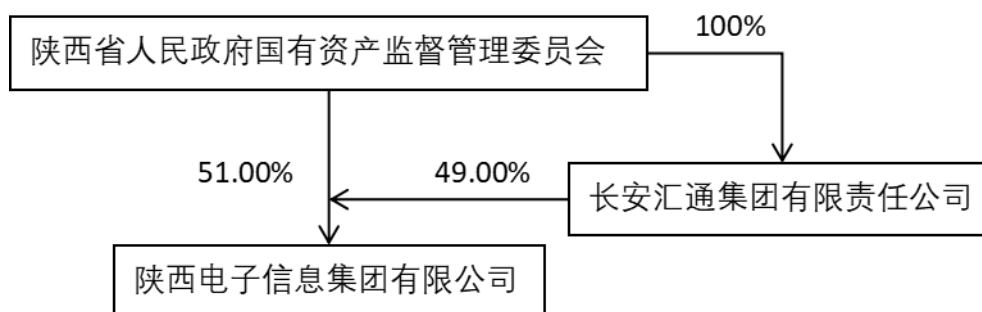 100%
陕西省人民政府国有资产监督管理委员会
51.00%
49.00%
长安汇通集团有限责任公司
陕西电子信息集团有限公司